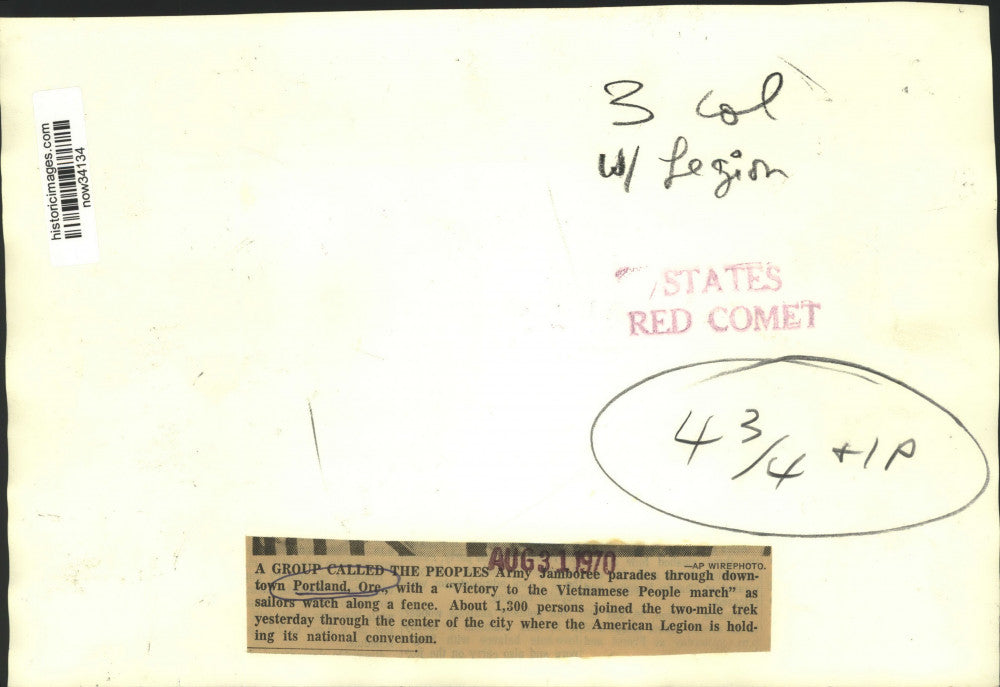 historicimages.com
now34134
3 col
w/ Legion
/STATES
RED COMET
4 3/4 +1P
AUG 31 1970
—AP WIREPHOTO.
A GROUP CALLED THE PEOPLES Army Jamboree parades through down-
town Portland, Ore., with a "Victory to the Vietnamese People march" as
sailors watch along a fence. About 1,300 persons joined the two-mile trek
yesterday through the center of the city where the American Legion is hold-
ing its national convention.